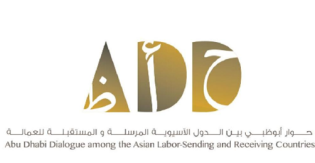 ADD
أ ظ ح
حوار أبوظبي بين الدول الآسيوية المرسلة و المستقبلة للعمالة
Abu Dhabi Dialogue among the Asian Labor-Sending and Receiving Countries